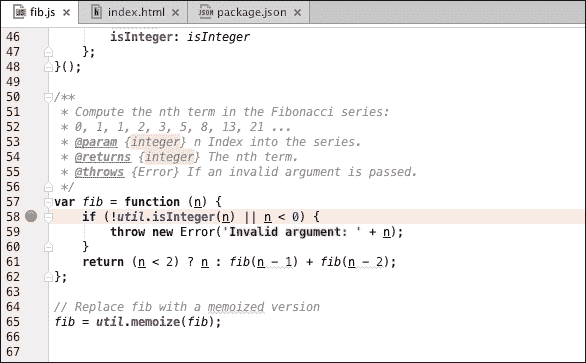 fib.js × index.html × package.json ×
46 isInteger: isInteger
47 };
48 }();
49
50 /**
51 * Compute the nth term in the Fibonacci series:
52 * 0, 1, 1, 2, 3, 5, 8, 13, 21 ...
53 * @param {integer} n Index into the series.
54 * @returns {integer} The nth term.
55 * @throws {Error} If an invalid argument is passed.
56 */
57 var fib = function (n) {
58 if (!util.isInteger(n) || n < 0) {
59 throw new Error('Invalid argument: ' + n);
60 }
61 return (n < 2) ? n : fib(n - 1) + fib(n - 2);
62 };
63
64 // Replace fib with a memoized version
65 fib = util.memoize(fib);
66
67